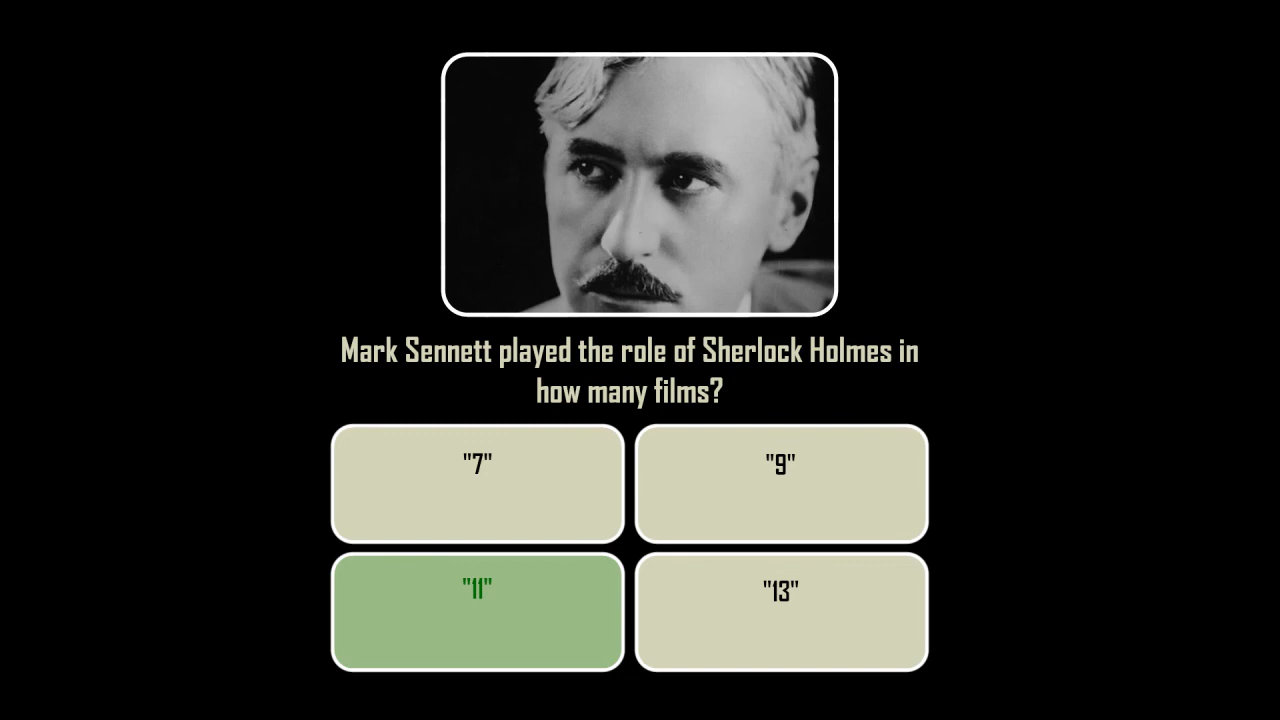 Mark Sennett played the role of Sherlock Holmes in
how many films?
"7"
"9"
"11"
"13"